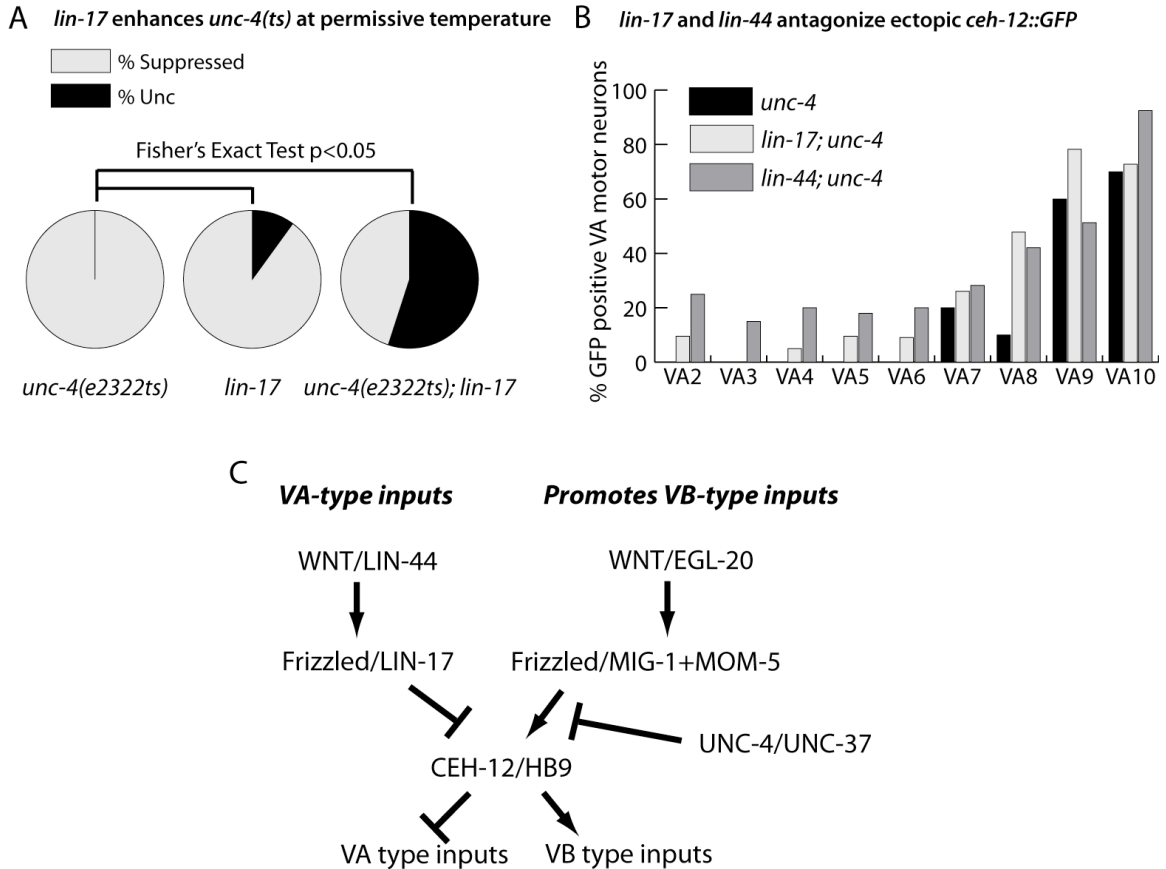 A lin-17 enhances unc-4(ts) at permissive temperature
% Suppressed
% Unc
Fisher's Exact Test p<0.05
unc-4(e2322ts) lin-17 unc-4(e2322ts); lin-17
B lin-17 and lin-44 antagonize ectopic ceh-12::GFP
% GFP positive VA motor neurons
100
80
60
40
20
0
unc-4
lin-17; unc-4
lin-44; unc-4
VA2 VA3 VA4 VA5 VA6 VA7 VA8 VA9 VA10
C
VA-type inputs Promotes VB-type inputs
WNT/LIN-44 WNT/EGL-20
Frizzled/LIN-17 Frizzled/MIG-1+MOM-5
UNC-4/UNC-37
CEH-12/HB9
VA type inputs VB type inputs